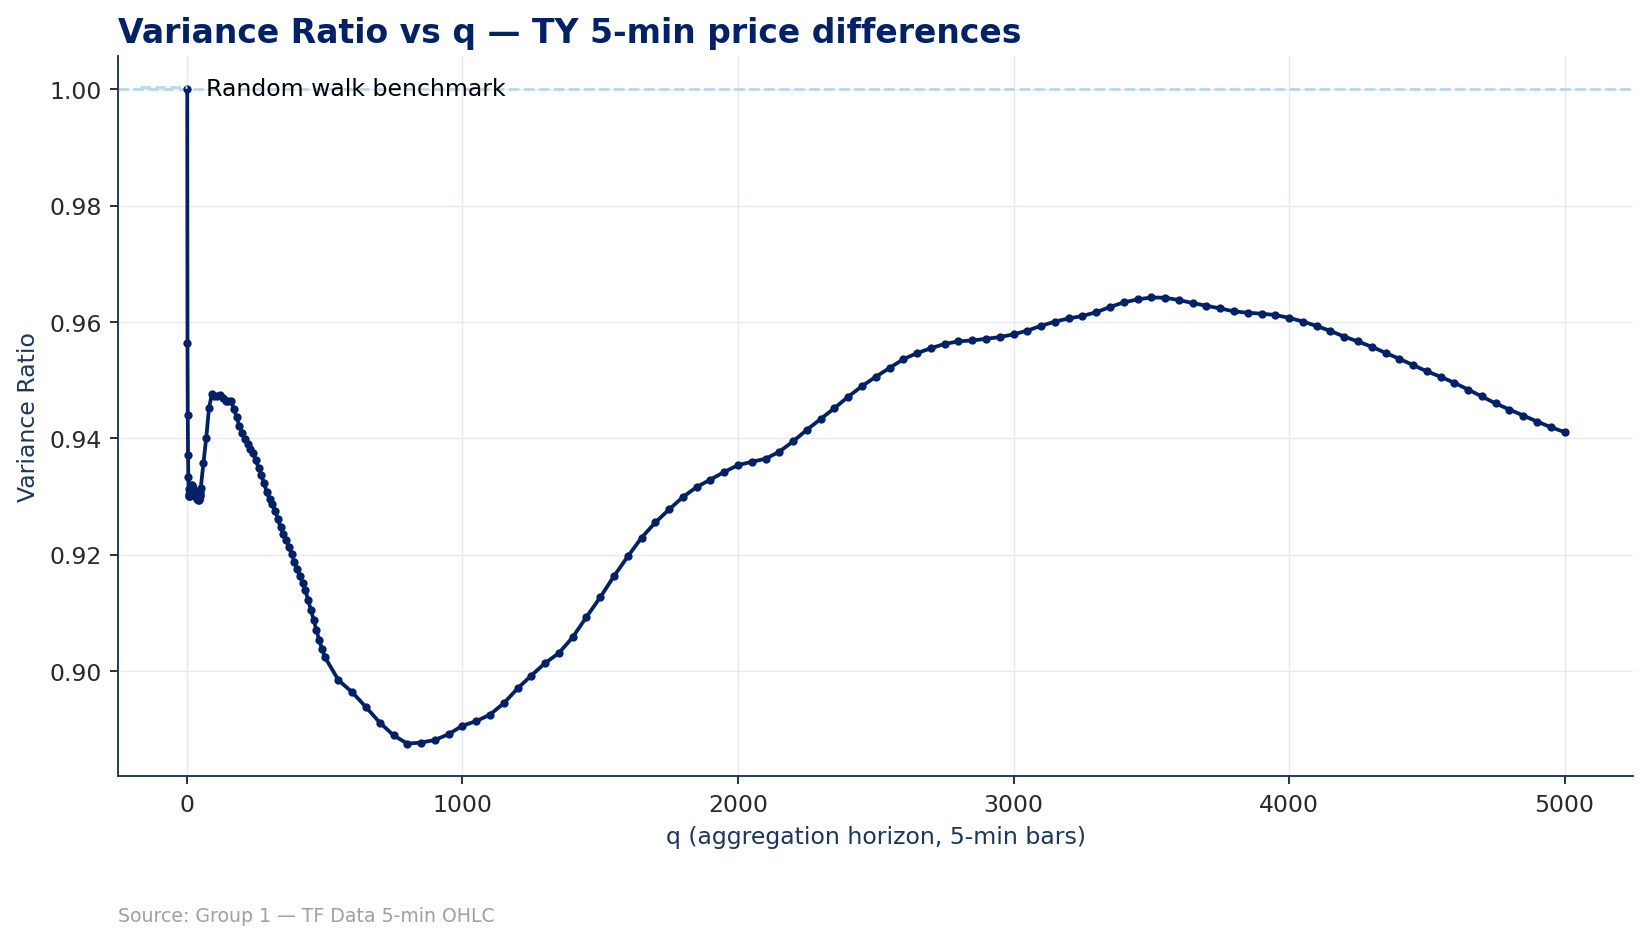 Variance Ratio vs q — TY 5-min price differences
Random walk benchmark
1.00
0.98
0.96
0.94
0.92
0.90
Variance Ratio
0 1000 2000 3000 4000 5000
q (aggregation horizon, 5-min bars)
Source: Group 1 — TF Data 5-min OHLC